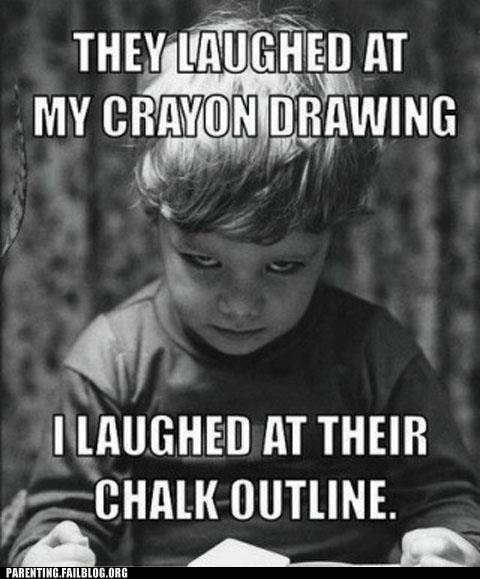 THEY LAUGHED AT
MY CRAYON DRAWING
I LAUGHED AT THEIR
CHALK OUTLINE.
PARENTING.FAILBLOG.ORG